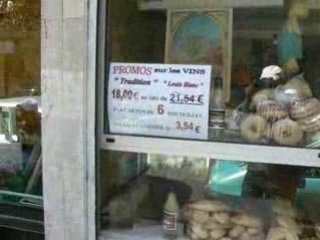 PROMOS sur les VINS
"Tradition" "Louis Blanc"
18,00€ au lieu de 21,54 €
PAR CARTON DE 6 BOUTEILLES
3,54 €